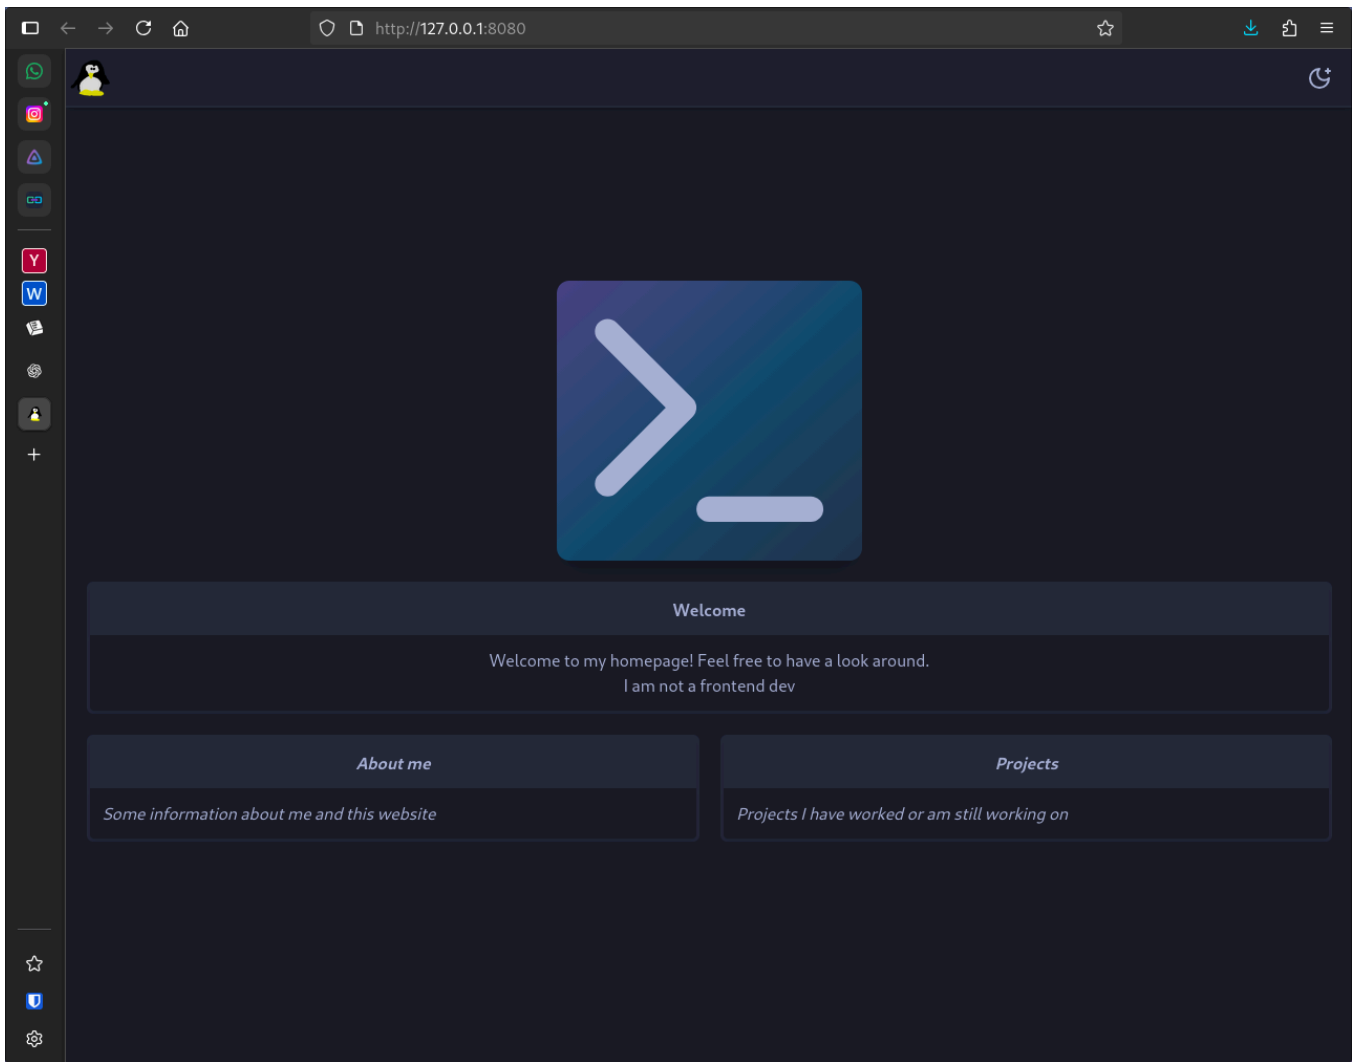 http://127.0.0.1:8080
Y
W
Welcome
Welcome to my homepage! Feel free to have a look around.
I am not a frontend dev
About me
Some information about me and this website
Projects
Projects I have worked or am still working on